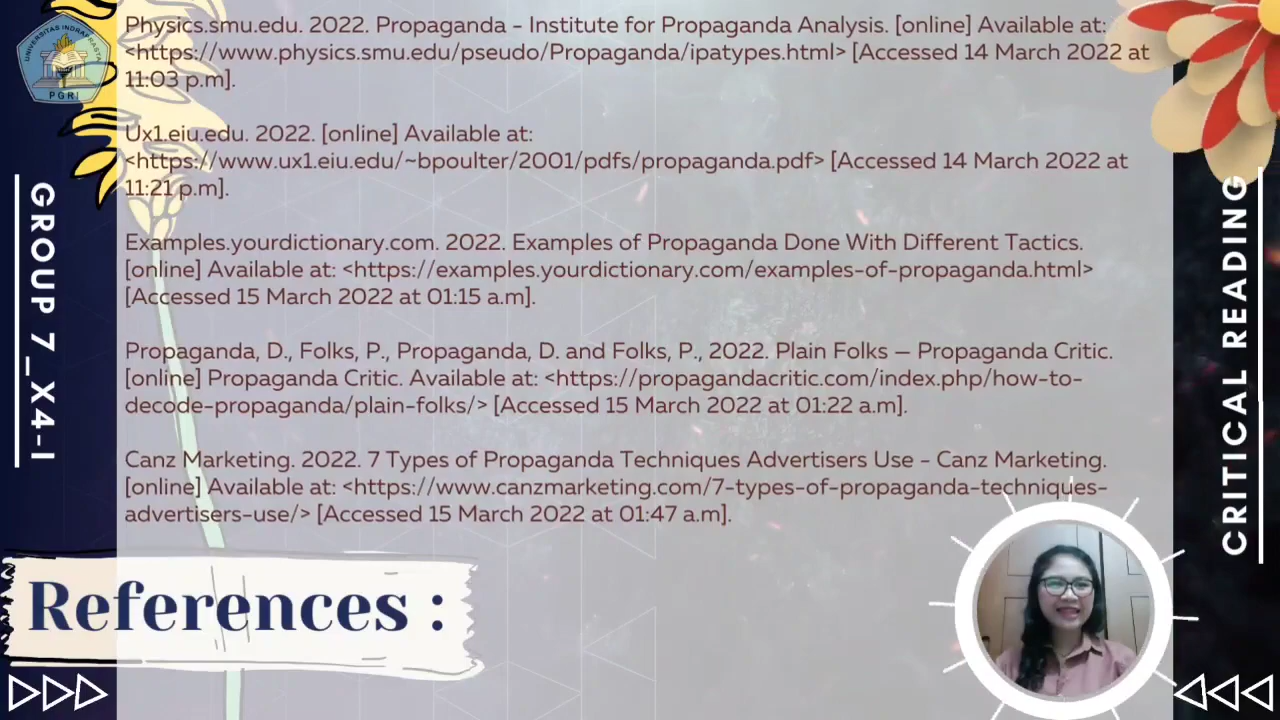 Physics.smu.edu. 2022. Propaganda - Institute for Propaganda Analysis. [online] Available at:
<https://www.physics.smu.edu/pseudo/Propaganda/ipatypes.html> [Accessed 14 March 2022 at
11:03 p.m].
Ux1.eiu.edu. 2022. [online] Available at:
<https://www.ux1.eiu.edu/~bpoulter/2001/pdfs/propaganda.pdf> [Accessed 14 March 2022 at
11:21 p.m].
Examples.yourdictionary.com. 2022. Examples of Propaganda Done With Different Tactics.
[online] Available at: <https://examples.yourdictionary.com/examples-of-propaganda.html>
[Accessed 15 March 2022 at 01:15 a.m].
Propaganda, D., Folks, P., Propaganda, D. and Folks, P., 2022. Plain Folks — Propaganda Critic.
[online] Propaganda Critic. Available at: <https://propagandacritic.com/index.php/how-to-
decode-propaganda/plain-folks/> [Accessed 15 March 2022 at 01:22 a.m].
Canz Marketing. 2022. 7 Types of Propaganda Techniques Advertisers Use - Canz Marketing.
[online] Available at: <https://www.canzmarketing.com/7-types-of-propaganda-techniques-
advertisers-use/> [Accessed 15 March 2022 at 01:47 a.m].
References :
GROUP 7_X4-I
CRITICAL READING
PGRI